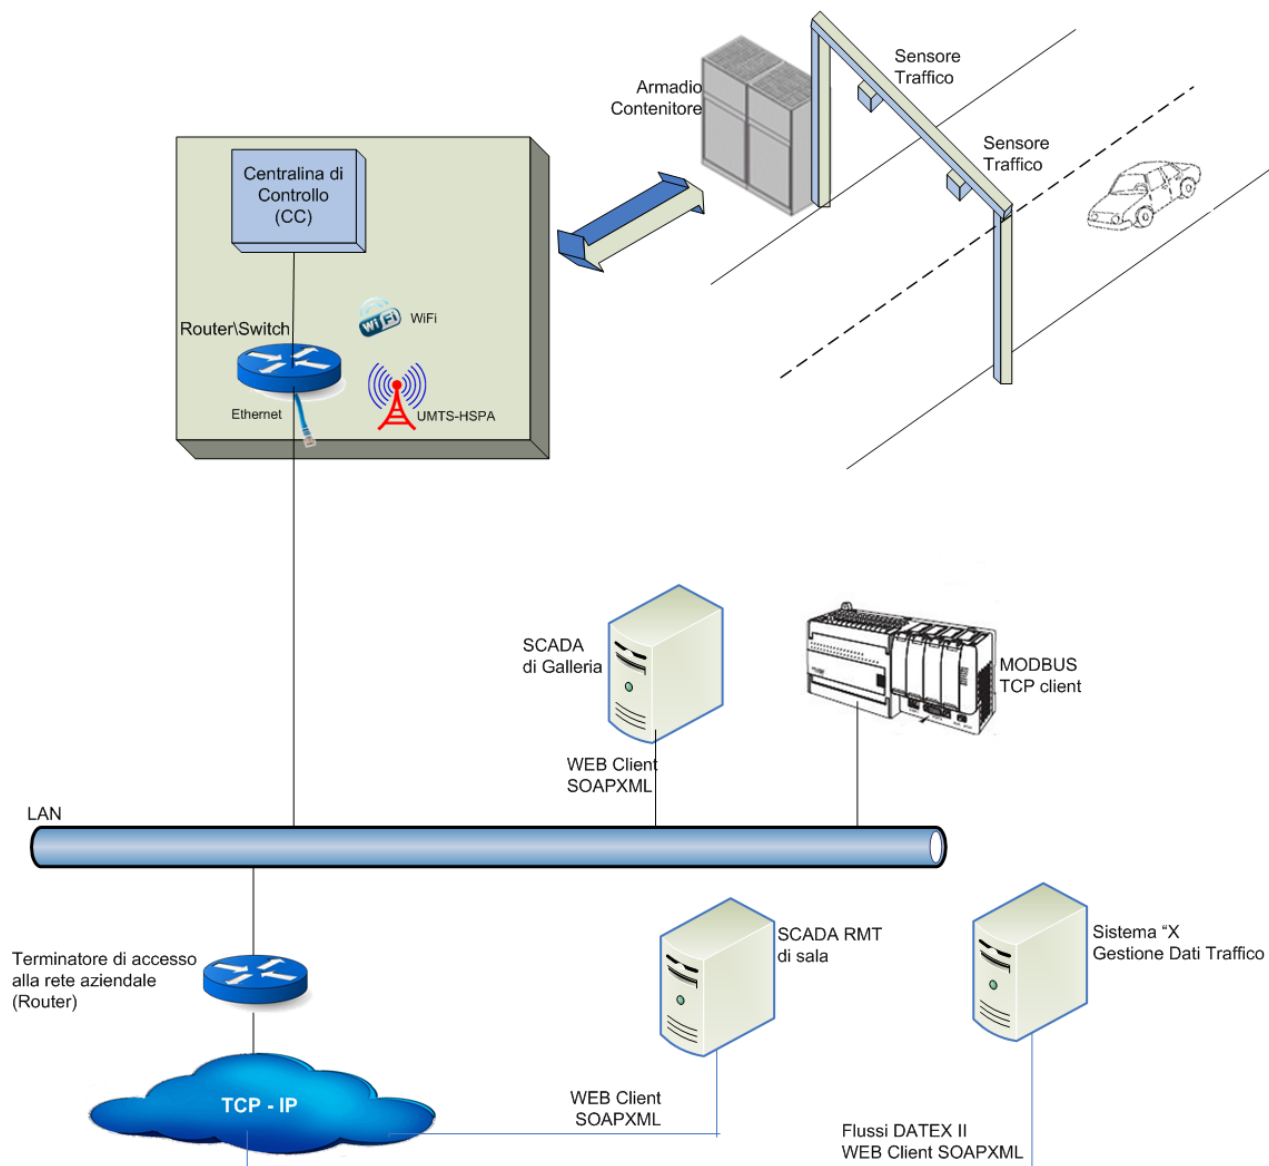 Sensore
Traffico
Armadio
Contenitore
Sensore
Traffico
Centralina di
Controllo
(CC)
Router\Switch
WiFi
WiFi
Ethernet
UMTS-HSPA
SCADA
di Galleria
MODBUS
TCP client
WEB Client
SOAPXML
LAN
SCADA RMT
di sala
Sistema “X
Gestione Dati Traffico
Terminatore di accesso
alla rete aziendale
(Router)
TCP - IP
WEB Client
SOAPXML
Flussi DATEX II
WEB Client SOAPXML